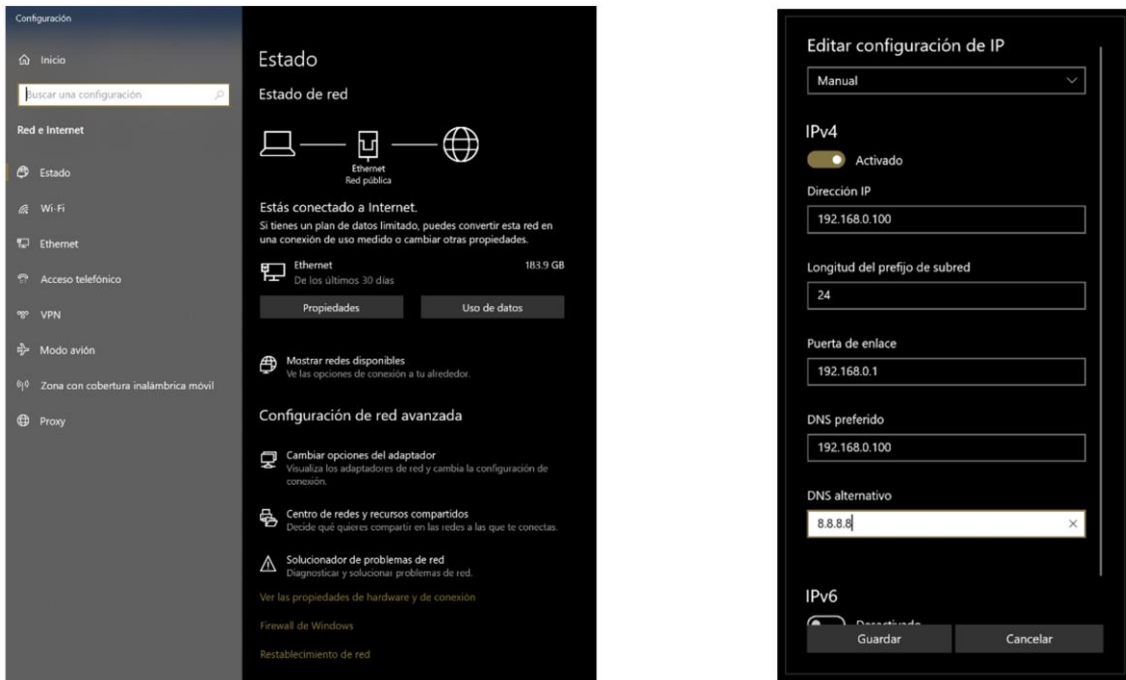 Configuración
Inicio
Buscar una configuración
Red e Internet
Estado
Wi-Fi
Ethernet
Acceso telefónico
VPN
Modo avión
Zona con cobertura inalámbrica móvil
Proxy
Estado
Estado de red
Ethernet
Red pública
Estás conectado a Internet.
Si tienes un plan de datos limitado, puedes convertir esta red en
una conexión de uso medido o cambiar otras propiedades.
Ethernet 183.9 GB
De los últimos 30 días
Propiedades Uso de datos
Mostrar redes disponibles
Ve las opciones de conexión a tu alrededor.
Configuración de red avanzada
Cambiar opciones del adaptador
Visualiza los adaptadores de red y cambia la configuración de
conexión.
Centro de redes y recursos compartidos
Decide qué quieres compartir en las redes a las que te conectas.
Solucionador de problemas de red
Diagnosticar y solucionar problemas de red.
Ver las propiedades de hardware y de conexión
Firewall de Windows
Restablecimiento de red
Editar configuración de IP
Manual
IPv4
Activado
Dirección IP
192.168.0.100
Longitud del prefijo de subred
24
Puerta de enlace
192.168.0.1
DNS preferido
192.168.0.100
DNS alternativo
8.8.8.8
IPv6
Desactivado
Guardar Cancelar